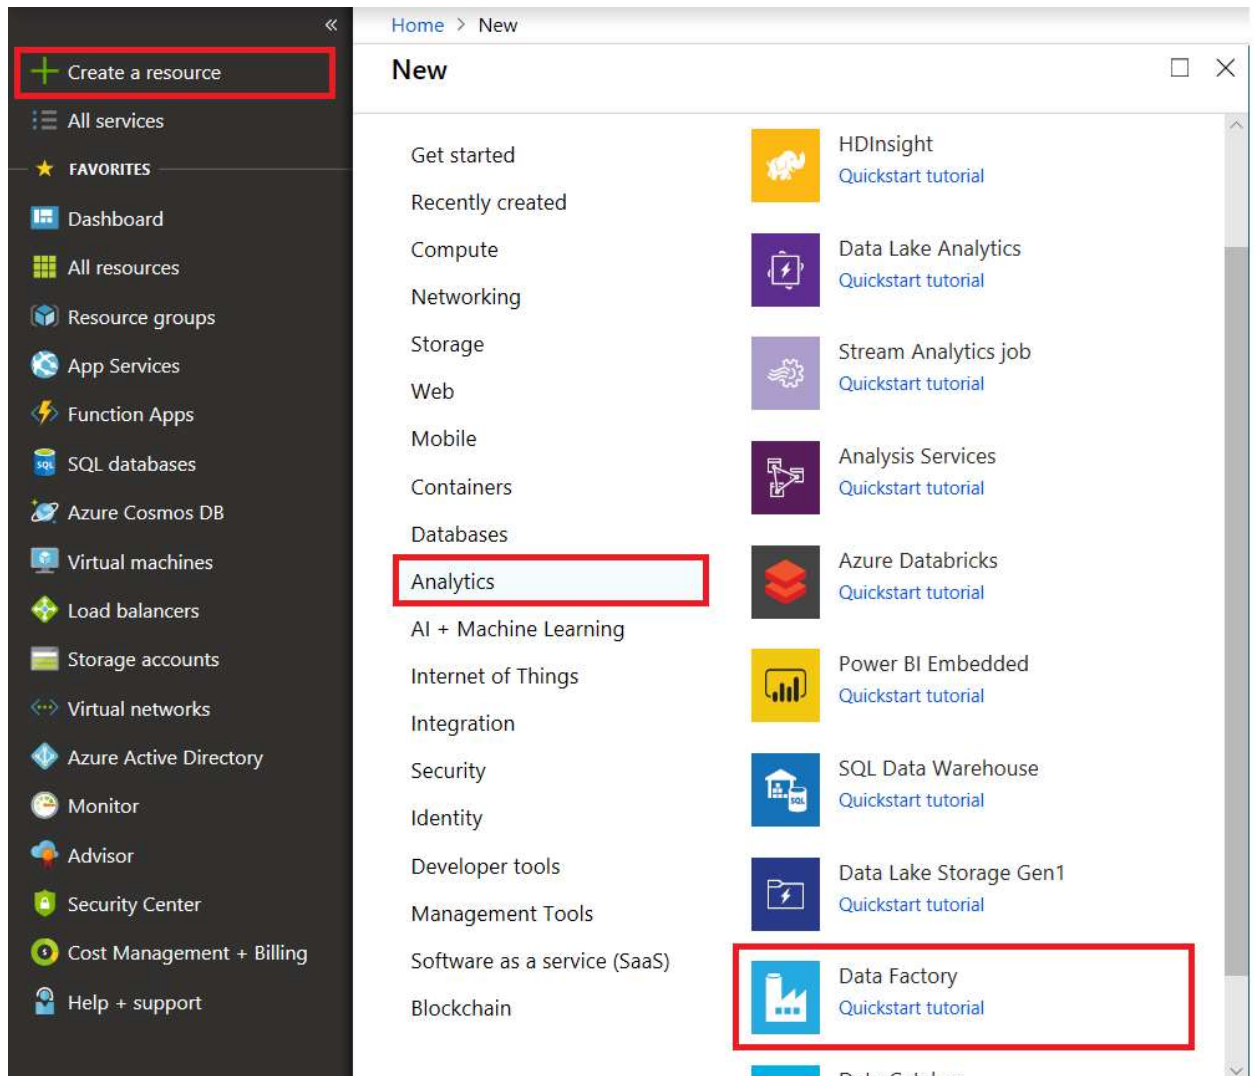 «
Create a resource
All services
FAVORITES
Dashboard
All resources
Resource groups
App Services
Function Apps
SQL databases
Azure Cosmos DB
Virtual machines
Load balancers
Storage accounts
Virtual networks
Azure Active Directory
Monitor
Advisor
Security Center
Cost Management + Billing
Help + support
Home > New
New
Get started
Recently created
Compute
Networking
Storage
Web
Mobile
Containers
Databases
Analytics
AI + Machine Learning
Internet of Things
Integration
Security
Identity
Developer tools
Management Tools
Software as a service (SaaS)
Blockchain
HDInsight
Quickstart tutorial
Data Lake Analytics
Quickstart tutorial
Stream Analytics job
Quickstart tutorial
Analysis Services
Quickstart tutorial
Azure Databricks
Quickstart tutorial
Power BI Embedded
Quickstart tutorial
SQL Data Warehouse
Quickstart tutorial
Data Lake Storage Gen1
Quickstart tutorial
Data Factory
Quickstart tutorial